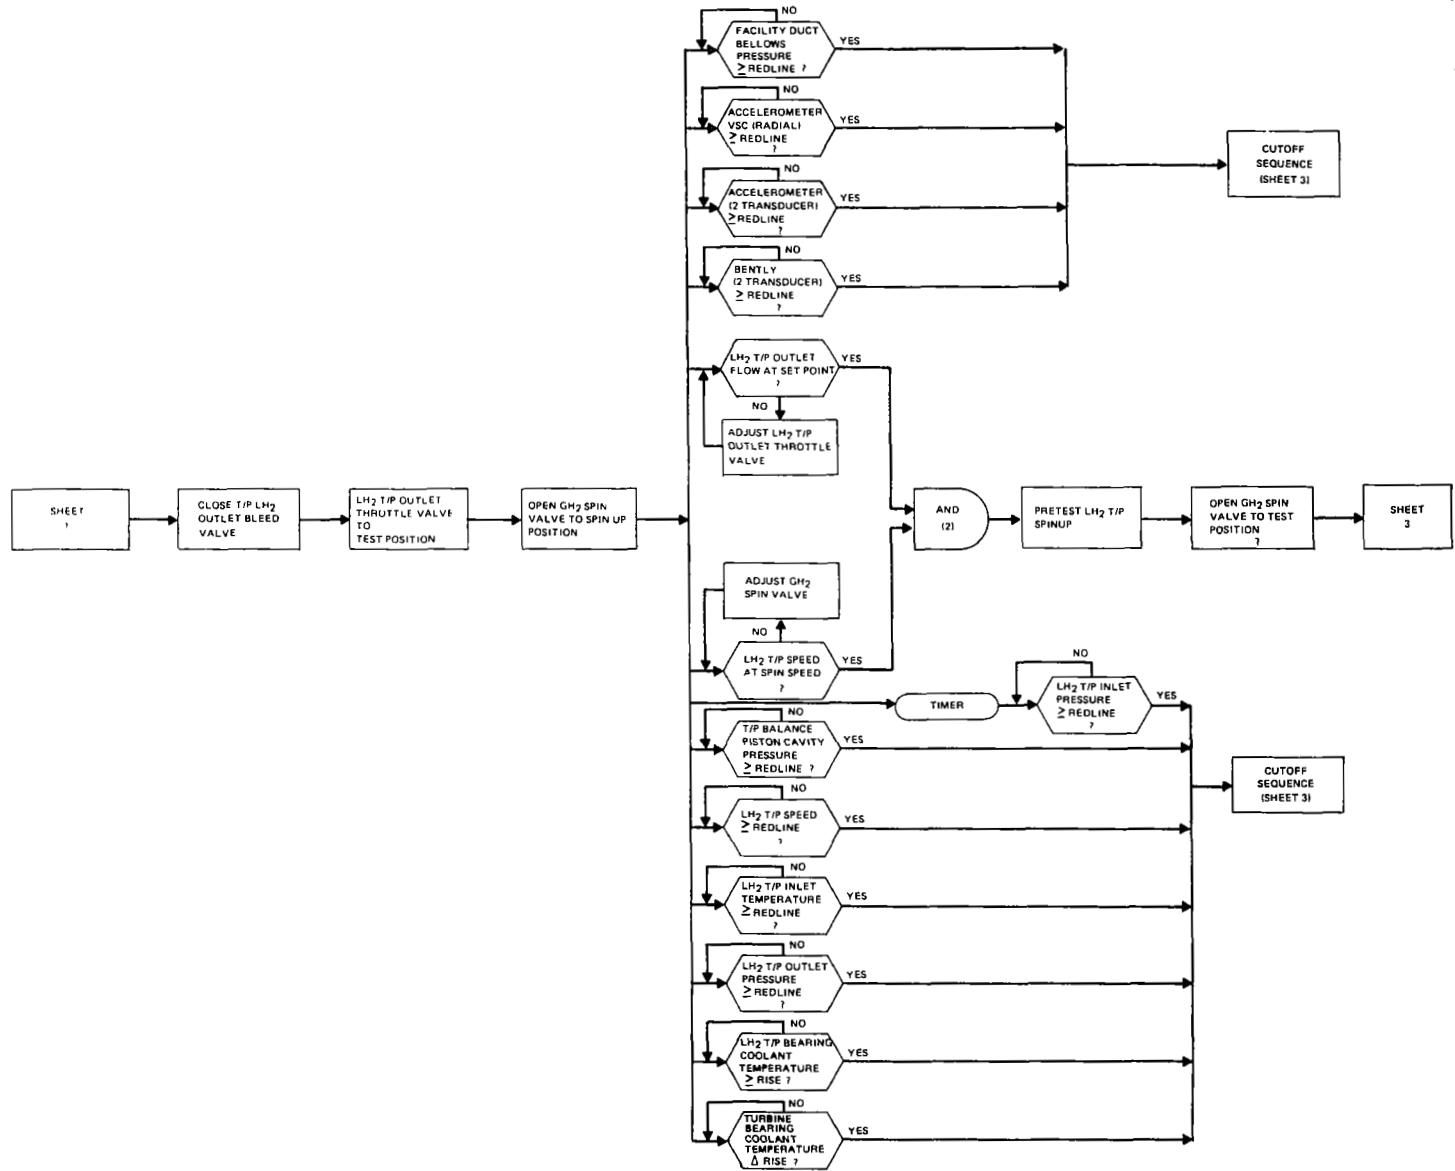 NO
FACILITY DUCT
BELLOWS
PRESSURE
≥ REDLINE ?
YES
NO
ACCELEROMETER
VSC (RADIAL)
≥ REDLINE
?
YES
NO
ACCELEROMETER
(2 TRANSDUCER)
≥ REDLINE
?
YES
NO
BENTLY
(2 TRANSDUCER)
≥ REDLINE
?
YES
CUTOFF
SEQUENCE
(SHEET 3)
LH2 T/P OUTLET
FLOW AT SET POINT
?
YES
NO
ADJUST LH2 T/P
OUTLET THROTTLE
VALVE
SHEET
CLOSE T/P LH2
OUTLET BLEED
VALVE
LH2 T/P OUTLET
THROTTLE VALVE
TO
TEST POSITION
OPEN GH2 SPIN
VALVE TO SPIN UP
POSITION
AND
(2)
PRETEST LH2 T/P
SPINUP
OPEN GH2 SPIN
VALVE TO TEST
POSITION
?
SHEET
3
ADJUST GH2
SPIN VALVE
NO
LH2 T/P SPEED
AT SPIN SPEED
?
YES
TIMER
NO
LH2 T/P INLET
PRESSURE
≥ REDLINE
?
YES
NO
T/P BALANCE
PISTON CAVITY
PRESSURE
≥ REDLINE ?
YES
NO
LH2 T/P SPEED
≥ REDLINE
?
YES
CUTOFF
SEQUENCE
(SHEET 3)
NO
LH2 T/P INLET
TEMPERATURE
≥ REDLINE
?
YES
NO
LH2 T/P OUTLET
PRESSURE
≥ REDLINE
?
YES
NO
LH2 T/P BEARING
COOLANT
TEMPERATURE
≥ RISE ?
YES
NO
TURBINE
BEARING
COOLANT
TEMPERATURE
Δ RISE ?
YES